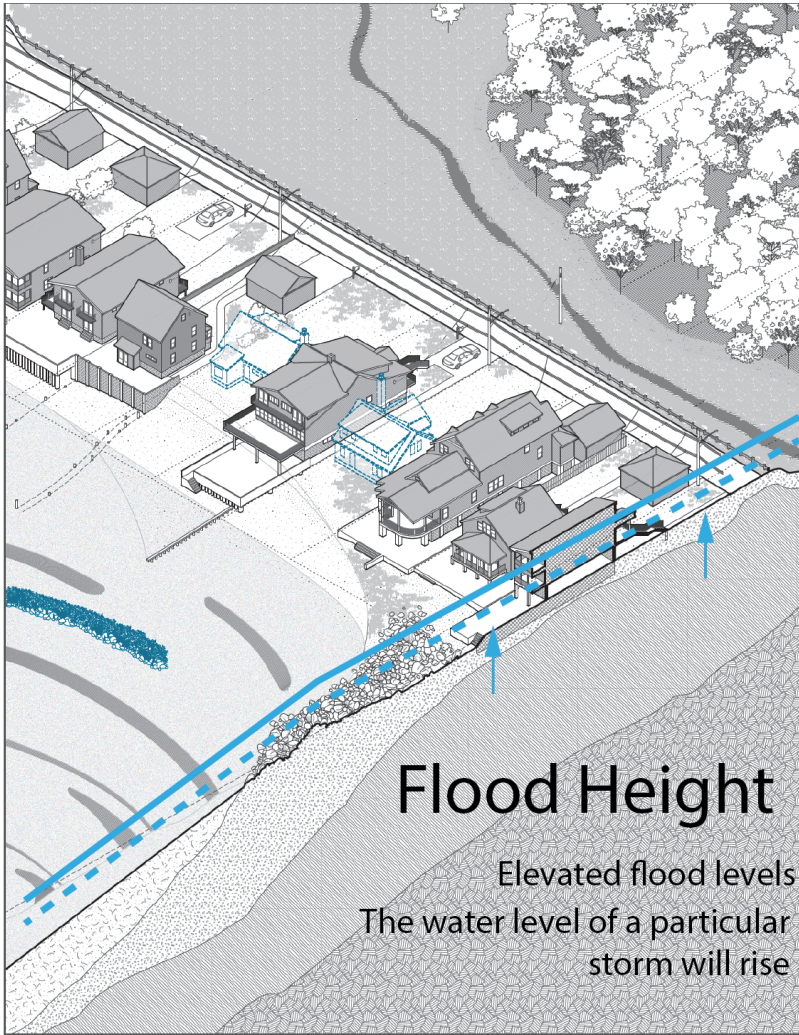 Flood Height
Elevated flood levels
The water level of a particular
storm will rise